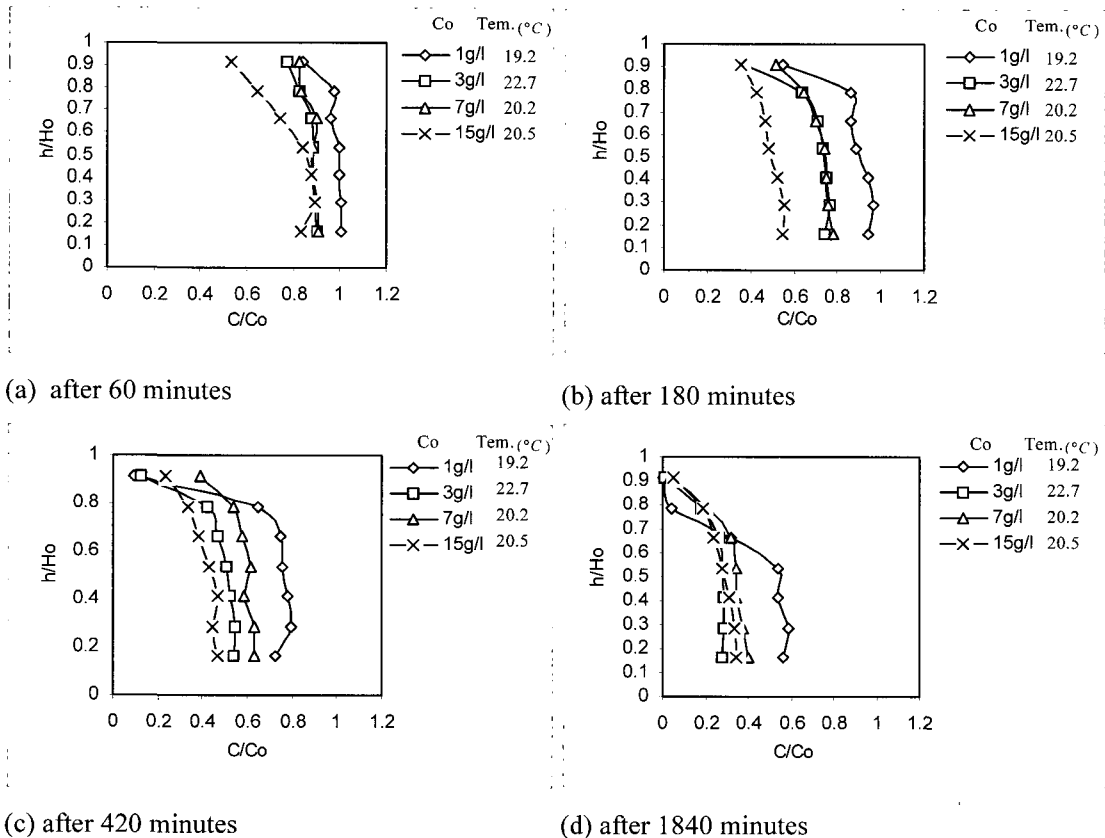 Co Tem.(°C)
1g/l 19.2
3g/l 22.7
7g/l 20.2
15g/l 20.5
h/Ho
1
0.9
0.8
0.7
0.6
0.5
0.4
0.3
0.2
0.1
0
0 0.2 0.4 0.6 0.8 1 1.2
C/Co
(a) after 60 minutes
Co Tem.(°C)
1g/l 19.2
3g/l 22.7
7g/l 20.2
15g/l 20.5
h/Ho
1
0.9
0.8
0.7
0.6
0.5
0.4
0.3
0.2
0.1
0
0 0.2 0.4 0.6 0.8 1 1.2
C/Co
(b) after 180 minutes
Co Tem.(°C)
1g/l 19.2
3g/l 22.7
7g/l 20.2
15g/l 20.5
h/Ho
1
0.8
0.6
0.4
0.2
0
0 0.2 0.4 0.6 0.8 1 1.2
C/Co
(c) after 420 minutes
Co Tem.(°C)
1g/l 19.2
3g/l 22.7
7g/l 20.2
15g/l 20.5
h/Ho
1
0.9
0.8
0.7
0.6
0.5
0.4
0.3
0.2
0.1
0
0 0.2 0.4 0.6 0.8 1 1.2
C/Co
(d) after 1840 minutes